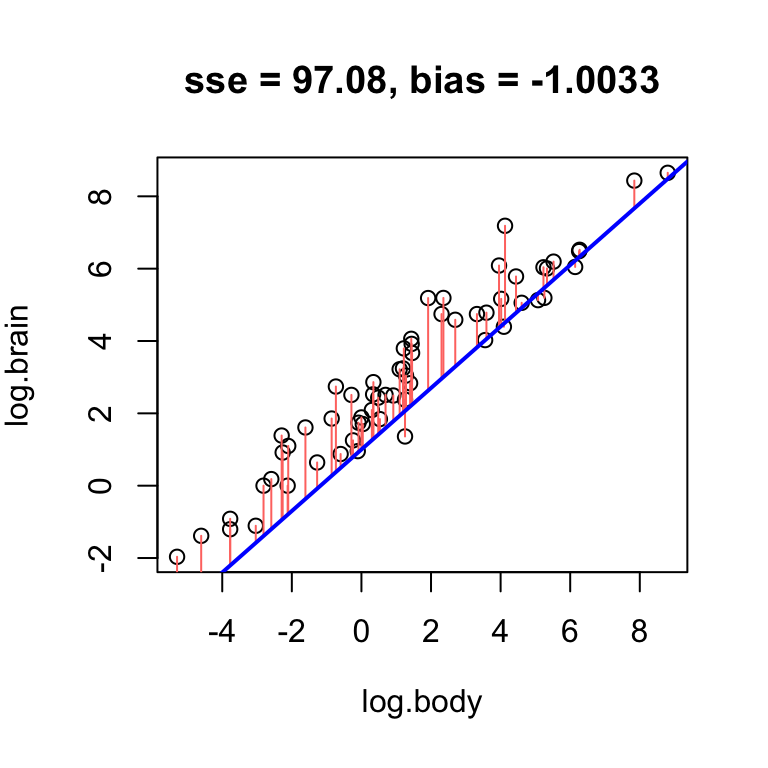 sse = 97.08, bias = -1.0033
log.brain
8
6
4
2
0
-2
-4 -2 0 2 4 6 8
log.body